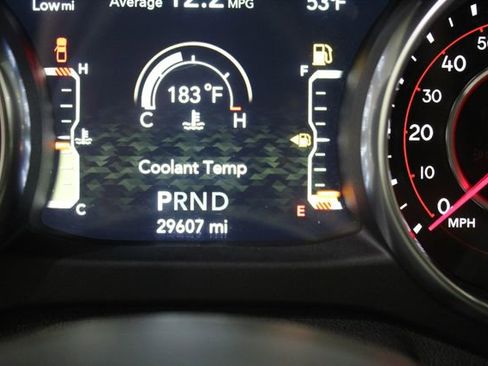 Low mi Average 12.2 MPG 53°F
H F
183 °F
C H
Coolant Temp
C E
PRND
29607 mi
50
40
30
20
10
0
MPH